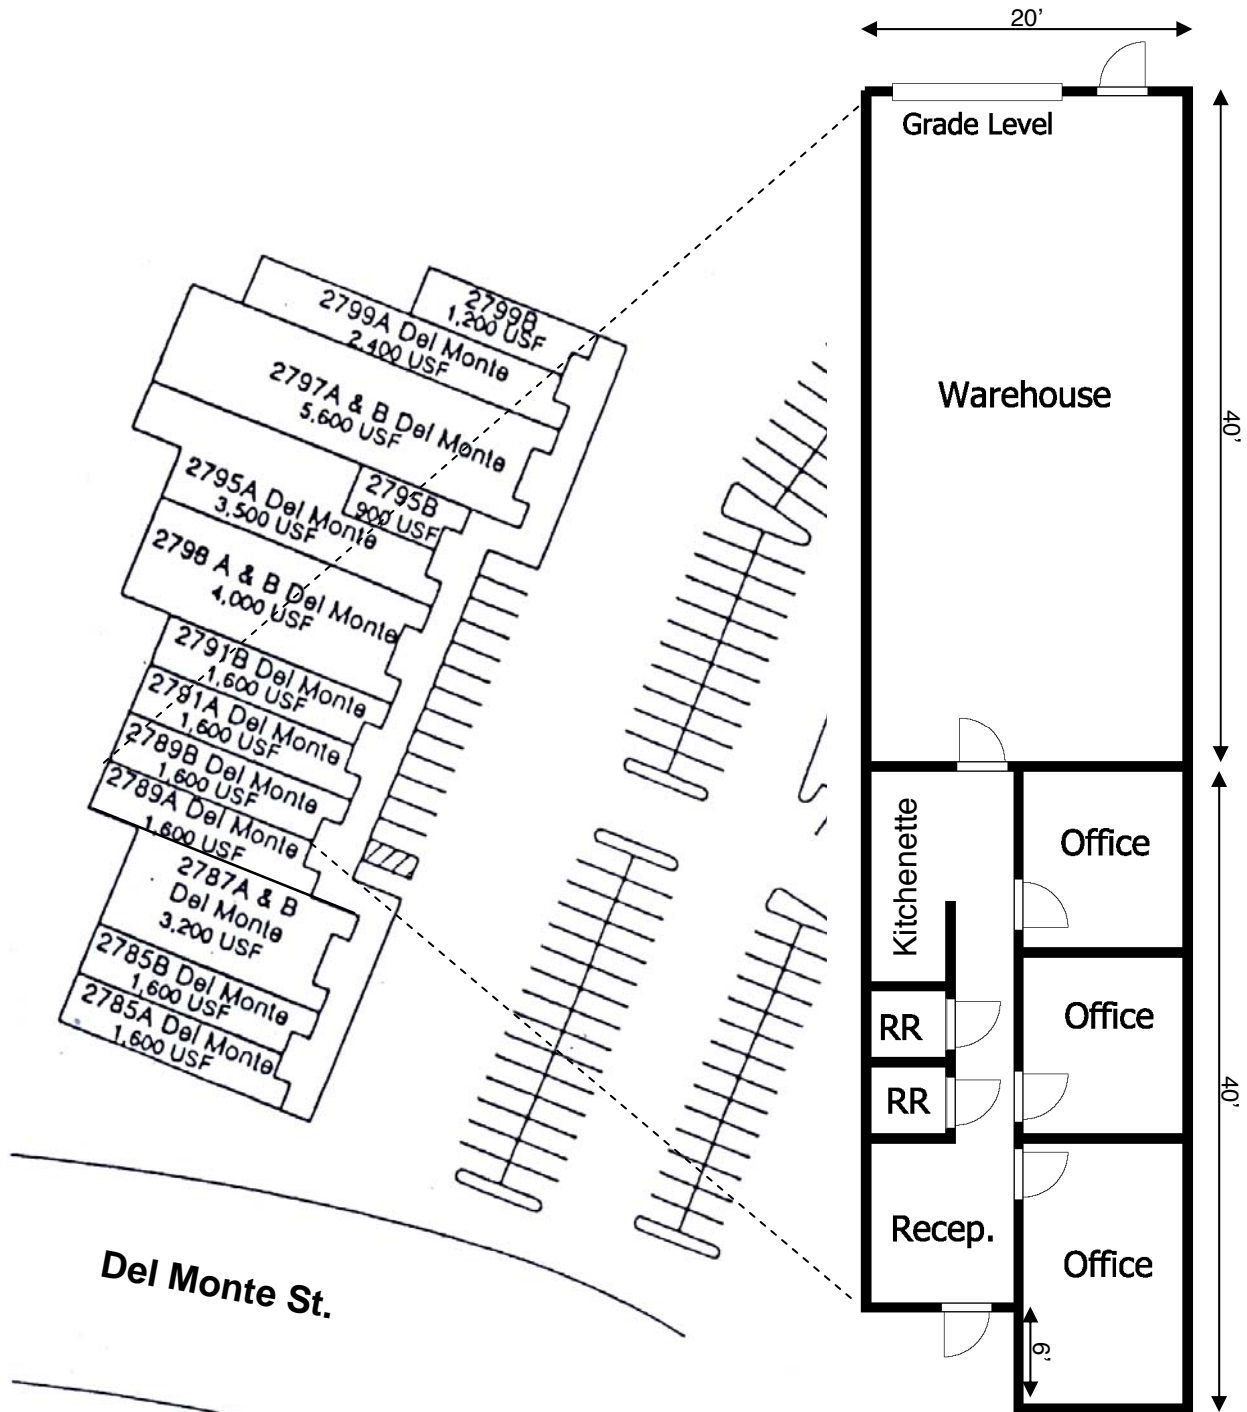 20'
Grade Level
Warehouse
40'
2799B
1,200 USF
2799A Del Monte
2,400 USF
2797A & B Del Monte
5,600 USF
2795B
900 USF
2795A Del Monte
3,500 USF
2798 A & B Del Monte
4,000 USF
2791B Del Monte
1,600 USF
2791A Del Monte
1,600 USF
2789B Del Monte
1,600 USF
2789A Del Monte
1,600 USF
2787A & B
Del Monte
3,200 USF
2785B Del Monte
1,600 USF
2785A Del Monte
1,600 USF
Kitchenette
Office
RR
Office
RR
40'
Recep.
Office
6'
Del Monte St.